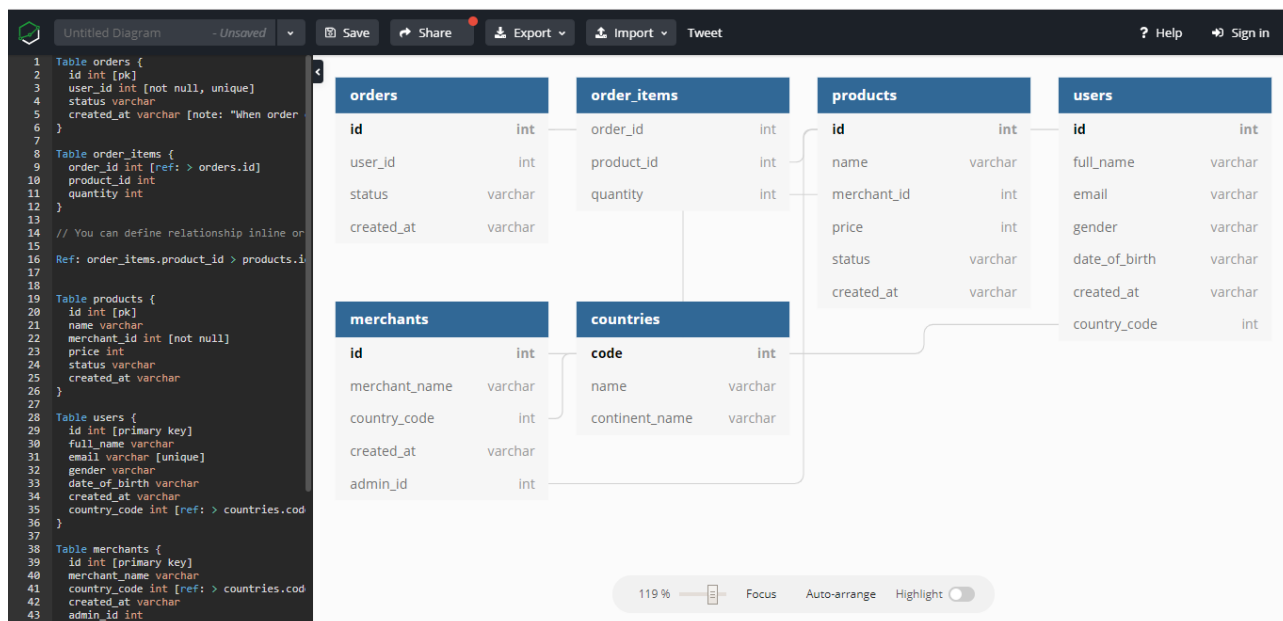 Untitled Diagram - Unsaved Save Share Export Import Tweet ? Help Sign in
1 Table orders {
2 id int [pk]
3 user_id int [not null, unique]
4 status varchar
5 created_at varchar [note: "When order
6 }
7
8 Table order_items {
9 order_id int [ref: > orders.id]
10 product_id int
11 quantity int
12 }
13
14 // You can define relationship inline or
15
16 Ref: order_items.product_id > products.i
17
18
19 Table products {
20 id int [pk]
21 name varchar
22 merchant_id int [not null]
23 price int
24 status varchar
25 created_at varchar
26 }
27
28 Table users {
29 id int [primary key]
30 full_name varchar
31 email varchar [unique]
32 gender varchar
33 date_of_birth varchar
34 created_at varchar
35 country_code int [ref: > countries.cod
36 }
37
38 Table merchants {
39 id int [primary key]
40 merchant_name varchar
41 country_code int [ref: > countries.cod
42 created_at varchar
43 admin_id int
orders
id int
user_id int
status varchar
created_at varchar
order_items
order_id int
product_id int
quantity int
products
id int
name varchar
merchant_id int
price int
status varchar
created_at varchar
users
id int
full_name varchar
email varchar
gender varchar
date_of_birth varchar
created_at varchar
country_code int
merchants
id int
merchant_name varchar
country_code int
created_at varchar
admin_id int
countries
code int
name varchar
continent_name varchar
119 % Focus Auto-arrange Highlight